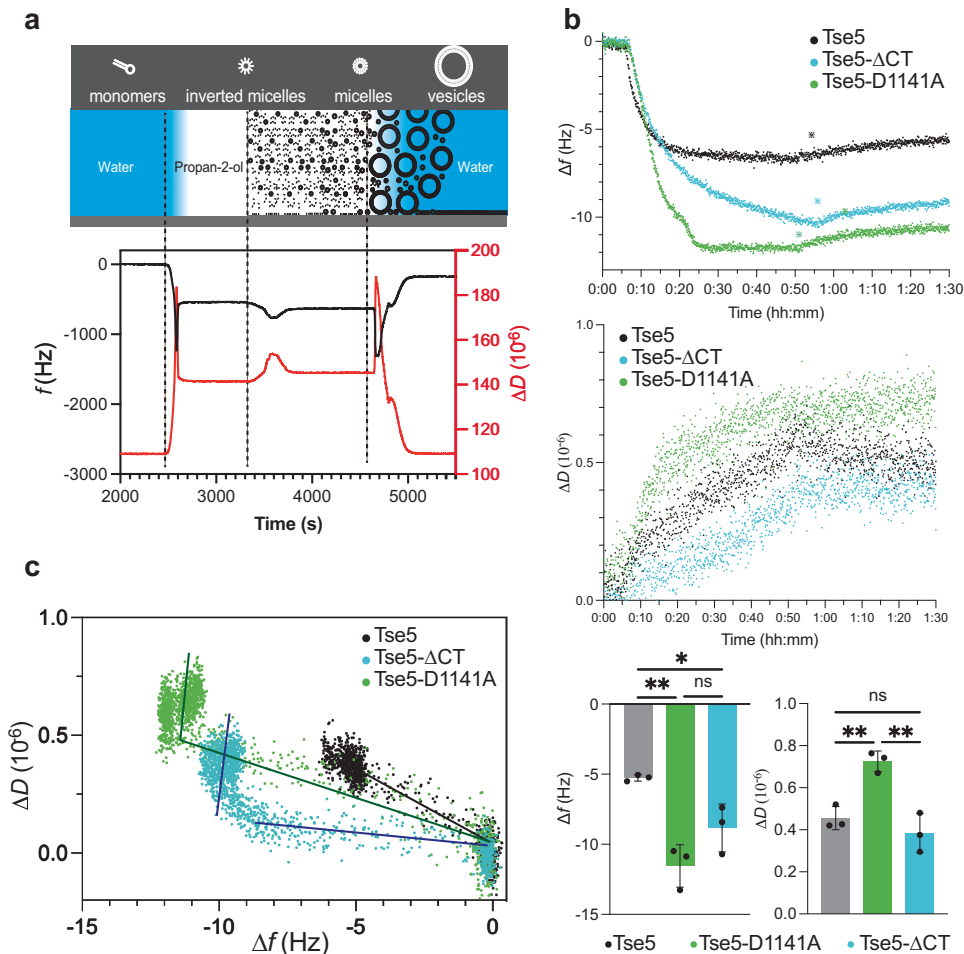 a
monomers inverted micelles micelles vesicles
Water Propan-2-ol Water
f (Hz)
0
-1000
-2000
-3000
200
180
160
140
120
100
ΔD (10⁻⁶)
2000 3000 4000 5000
Time (s)
b
Tse5
Tse5-ΔCT
Tse5-D1141A
Δf (Hz)
0
-5
-10
*
*
*
*
0:00 0:10 0:20 0:30 0:40 0:50 1:00 1:10 1:20 1:30
Time (hh:mm)
Tse5
Tse5-ΔCT
Tse5-D1141A
ΔD (10⁻⁶)
1.0
0.5
0.0
0:00 0:10 0:20 0:30 0:40 0:50 1:00 1:10 1:20 1:30
Time (hh:mm)
c
Tse5
Tse5-ΔCT
Tse5-D1141A
ΔD (10⁻⁶)
1.0
0.5
0.0
-15 -10 -5 0
Δf (Hz)
*
** ns
Δf (Hz)
0
-5
-10
-15
ns
** **
ΔD (10⁻⁶)
1.0
0.8
0.6
0.4
0.2
0.0
Tse5 Tse5-D1141A Tse5-ΔCT